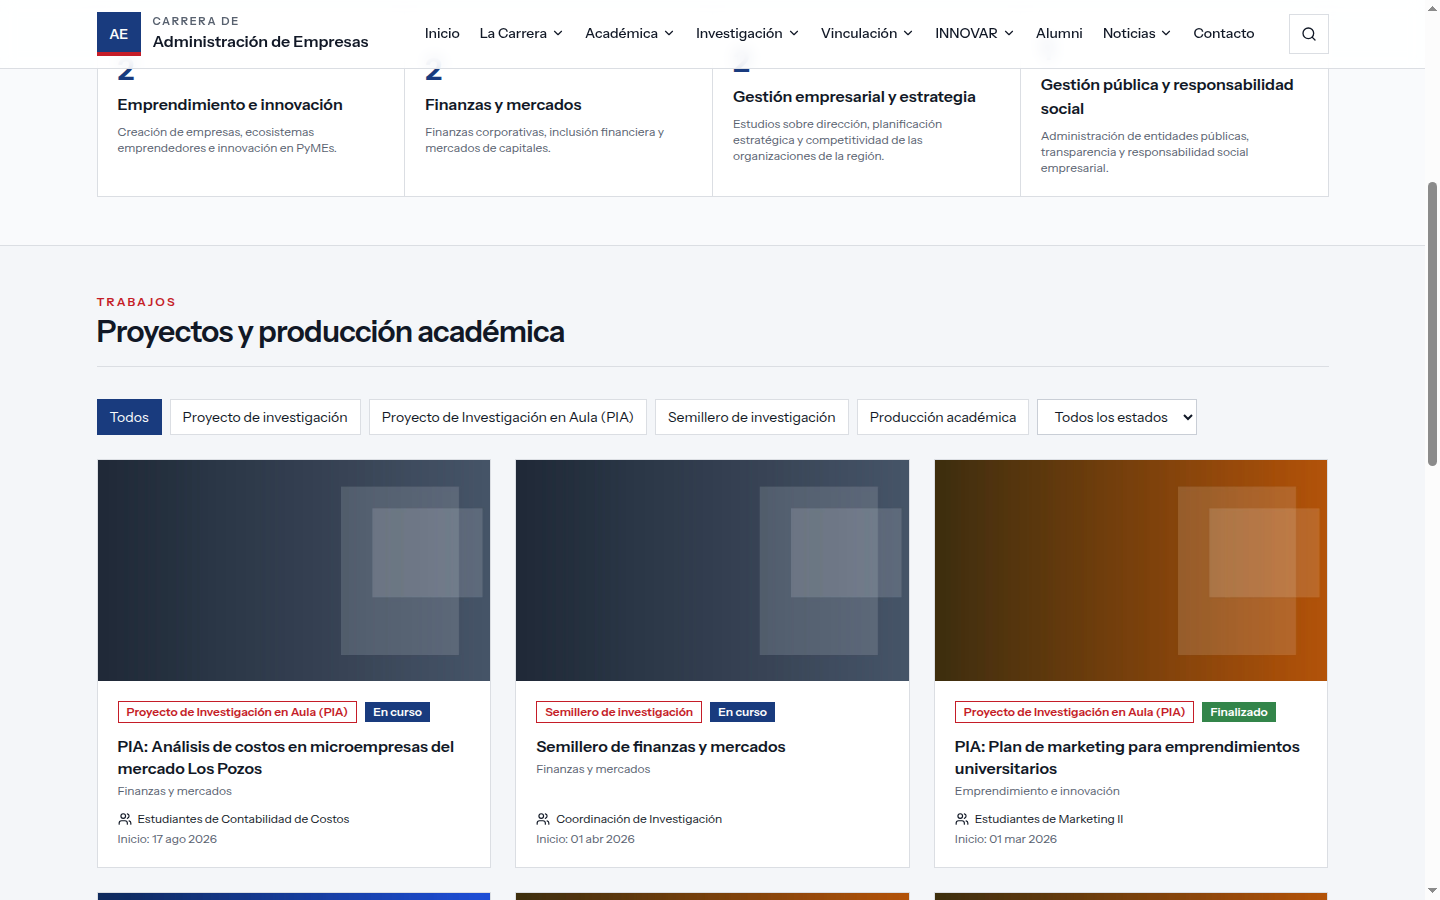 AE
CARRERA DE
Administración de Empresas
Inicio
La Carrera
Académica
Investigación
Vinculación
INNOVAR
Alumni
Noticias
Contacto
2
Emprendimiento e innovación
Creación de empresas, ecosistemas
emprendedores e innovación en PyMEs.
2
Finanzas y mercados
Finanzas corporativas, inclusión financiera y
mercados de capitales.
Gestión empresarial y estrategia
Estudios sobre dirección, planificación
estratégica y competitividad de las
organizaciones de la región.
Gestión pública y responsabilidad
social
Administración de entidades públicas,
transparencia y responsabilidad social
empresarial.
TRABAJOS
Proyectos y producción académica
Todos
Proyecto de investigación
Proyecto de Investigación en Aula (PIA)
Semillero de investigación
Producción académica
Todos los estados
Proyecto de Investigación en Aula (PIA)
En curso
PIA: Análisis de costos en microempresas del
mercado Los Pozos
Finanzas y mercados
Estudiantes de Contabilidad de Costos
Inicio: 17 ago 2026
Semillero de investigación
En curso
Semillero de finanzas y mercados
Finanzas y mercados
Coordinación de Investigación
Inicio: 01 abr 2026
Proyecto de Investigación en Aula (PIA)
Finalizado
PIA: Plan de marketing para emprendimientos
universitarios
Emprendimiento e innovación
Estudiantes de Marketing II
Inicio: 01 mar 2026